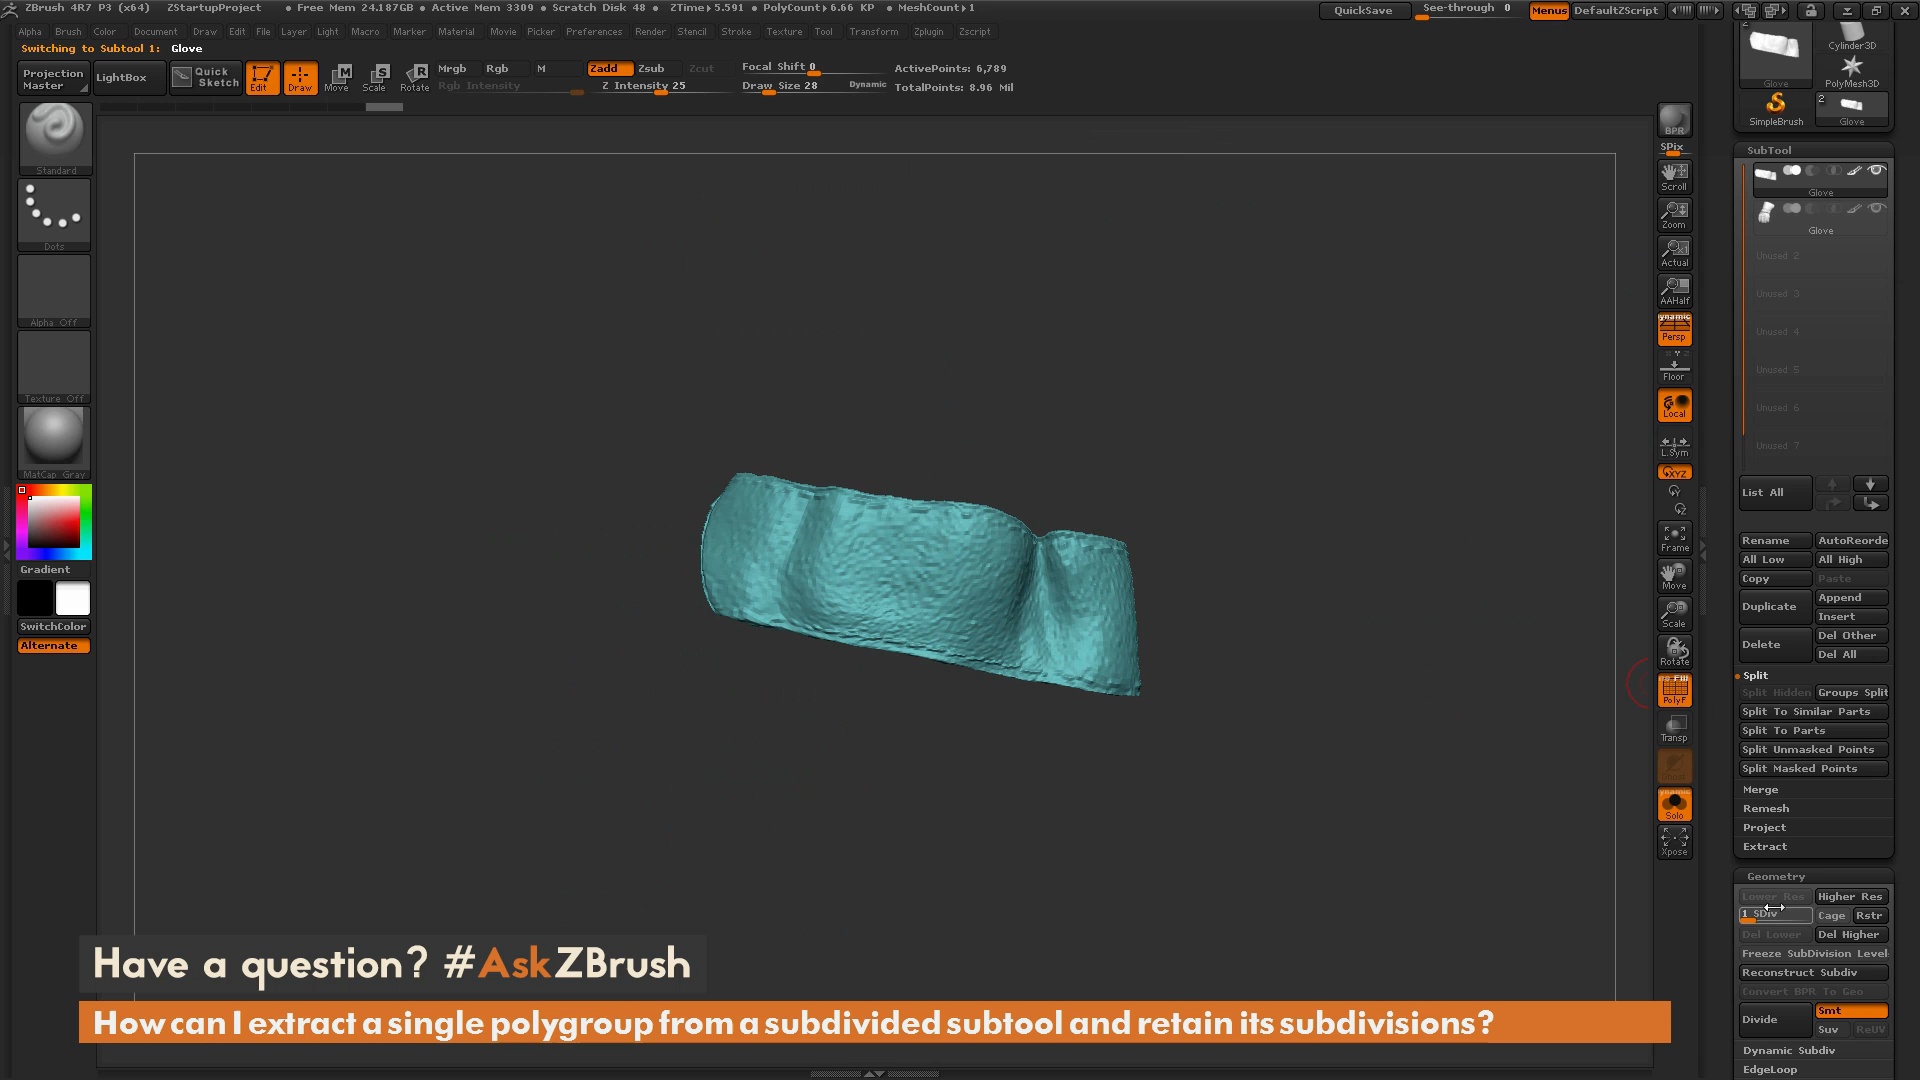 ZBrush 4R7 P3 (x64) ZStartupProject • Free Mem 24.187GB • Active Mem 3309 • Scratch Disk 48 • ZTime▸5.591 • PolyCount▸6.66 KP • MeshCount▸1
QuickSave See-through 0 Menus DefaultZScript
Alpha Brush Color Document Draw Edit File Layer Light Macro Marker Material Movie Picker Preferences Render Stencil Stroke Texture Tool Transform Zplugin Zscript
Switching to Subtool 1: Glove
Projection Master
LightBox
Quick Sketch
Edit
Draw
Move
Scale
Rotate
Mrgb Rgb M
Rgb Intensity
Zadd Zsub Zcut
Z Intensity 25
Focal Shift 0
Draw Size 28 Dynamic
ActivePoints: 6,789
TotalPoints: 8.96 Mil
Standard
Dots
Alpha Off
Texture Off
MatCap Gray
Gradient
SwitchColor
Alternate
BPR
SPix
Scroll
Zoom
Actual
AAHalf
Persp
Floor
Local
L.Sym
XYZ
Frame
Move
Scale
Rotate
PolyF
Transp
Solo
Xpose
Cylinder3D
Glove
PolyMesh3D
SimpleBrush
2
Glove
SubTool
Glove
Glove
Unused 2
Unused 3
Unused 4
Unused 5
Unused 6
Unused 7
List All
Rename AutoReorde
All Low All High
Copy Paste
Duplicate Append
Insert
Delete Del Other
Del All
Split
Split Hidden Groups Split
Split To Similar Parts
Split To Parts
Split Unmasked Points
Split Masked Points
Merge
Remesh
Project
Extract
Geometry
Lower Res Higher Res
1 SDiv Cage Rstr
Del Lower Del Higher
Freeze SubDivision Level
Reconstruct Subdiv
Convert BPR To Geo
Divide Smt
Suv ReUV
Dynamic Subdiv
EdgeLoop
Have a question? #AskZBrush
How can I extract a single polygroup from a subdivided subtool and retain its subdivisions?